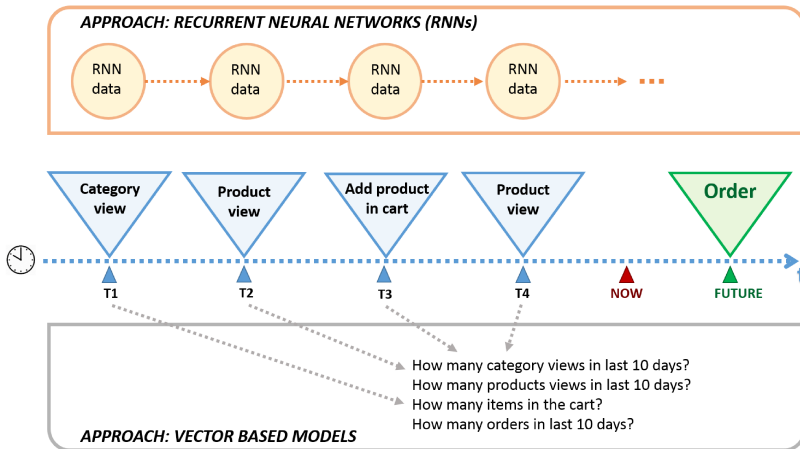 APPROACH: RECURRENT NEURAL NETWORKS (RNNs)
RNN
data
RNN
data
RNN
data
RNN
data
Category
view
Product
view
Add product
in cart
Product
view
Order
T1
T2
T3
T4
NOW
FUTURE
t
How many category views in last 10 days?
How many products views in last 10 days?
How many items in the cart?
How many orders in last 10 days?
APPROACH: VECTOR BASED MODELS